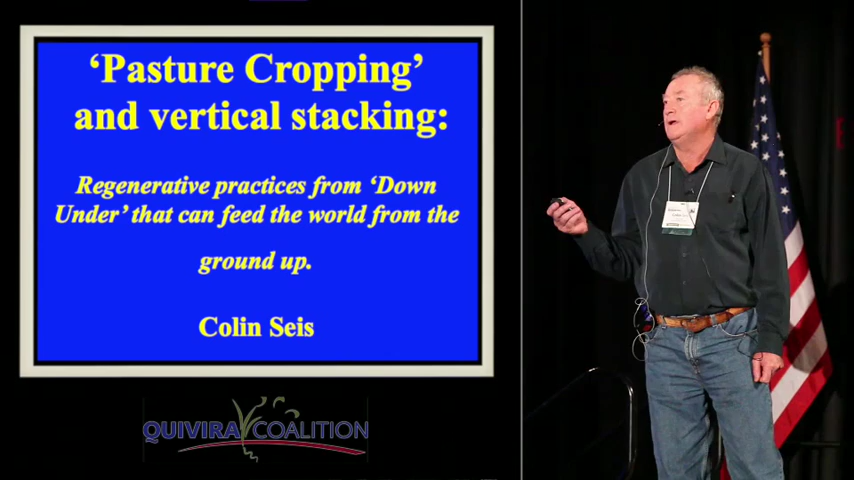 ‘Pasture Cropping’
and vertical stacking:
Regenerative practices from ‘Down
Under’ that can feed the world from the
ground up.
Colin Seis
QUIVIRA COALITION